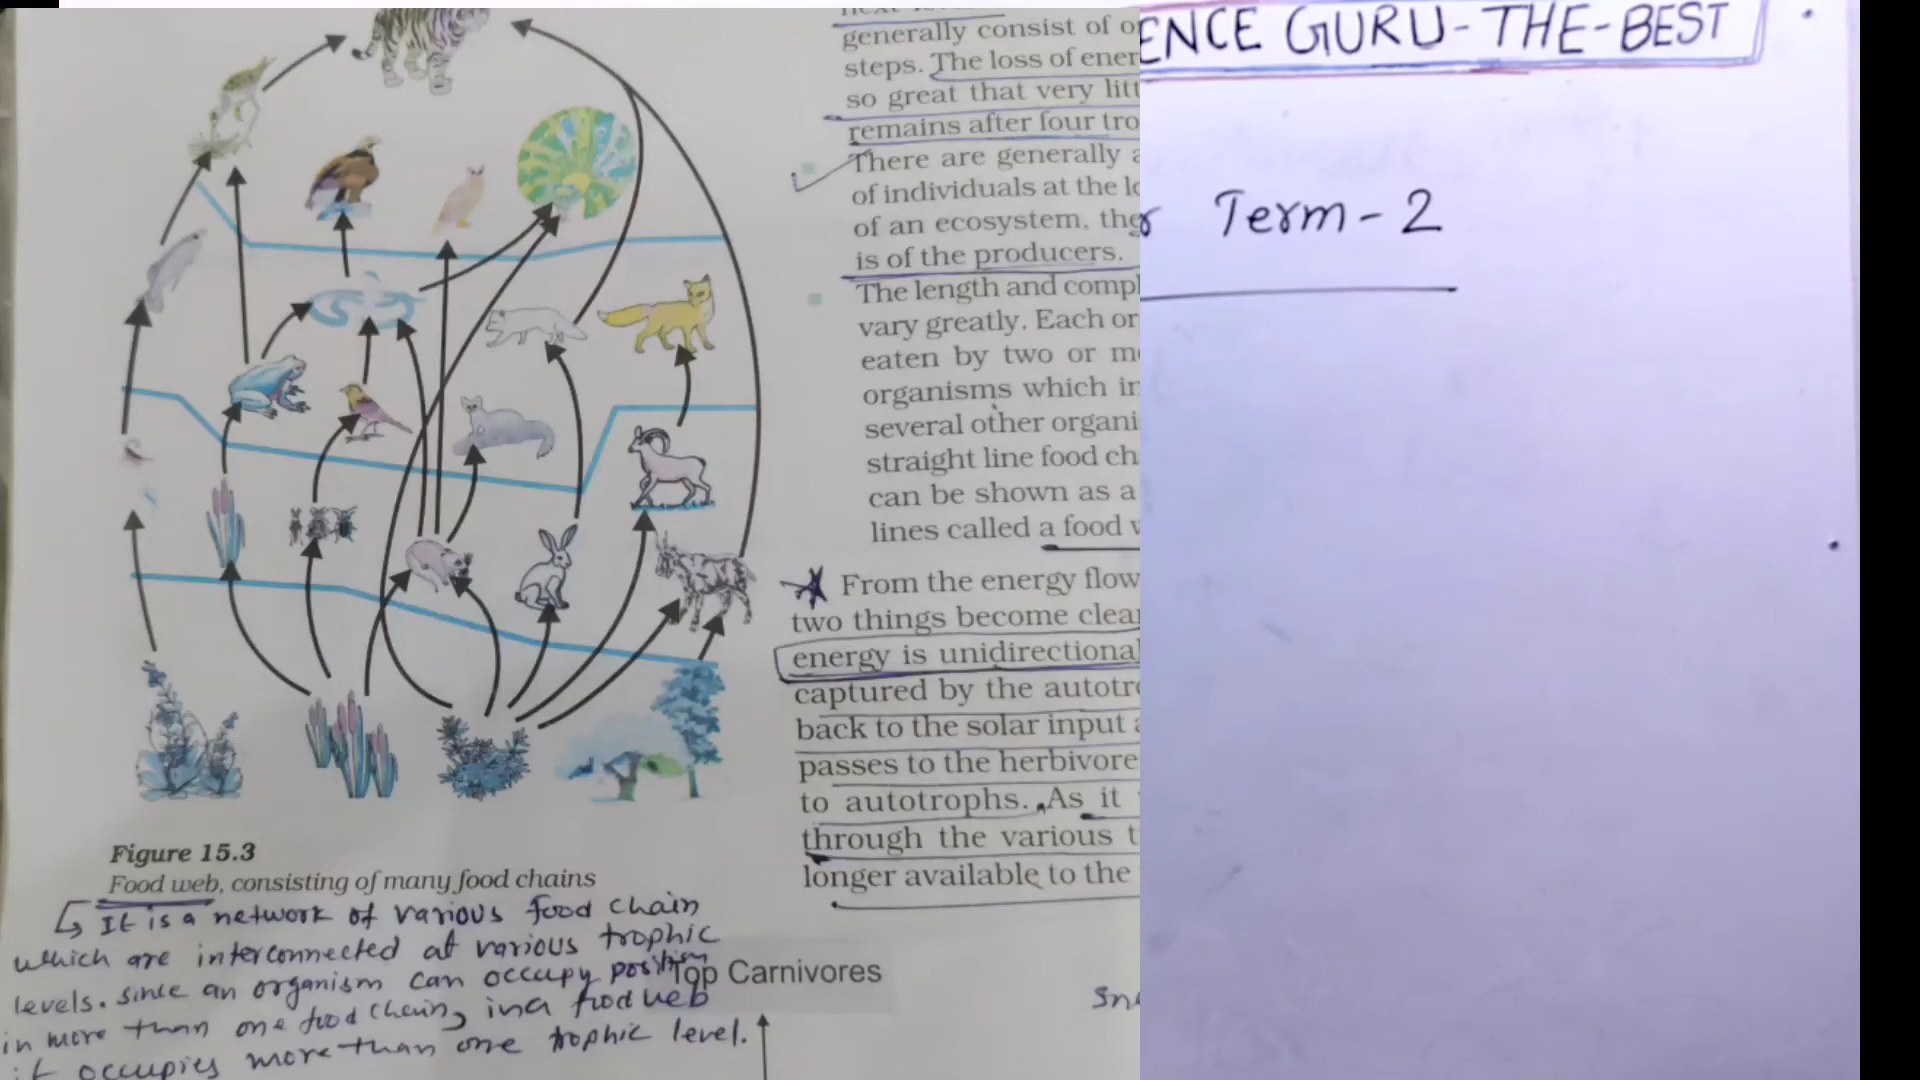 generally consist of o
steps. The loss of ener
so great that very litt
remains after four tro
There are generally a
of individuals at the lo
of an ecosystem, the
is of the producers.
The length and compl
vary greatly. Each or
eaten by two or m
organisms which in
several other organi
straight line food ch
can be shown as a
lines called a food w
From the energy flow
two things become clear
energy is unidirectional
captured by the autotro
back to the solar input a
passes to the herbivore
to autotrophs. As it
through the various t
longer available to the
Figure 15.3
Food web, consisting of many food chains
It is a network of various food chain
which are interconnected at various trophic
levels. since an organism can occupy position
in more than one food chain, in a food web
it occupies more than one trophic level.
Top Carnivores
Sn
ENCE GURU-THE-BEST
Term-2